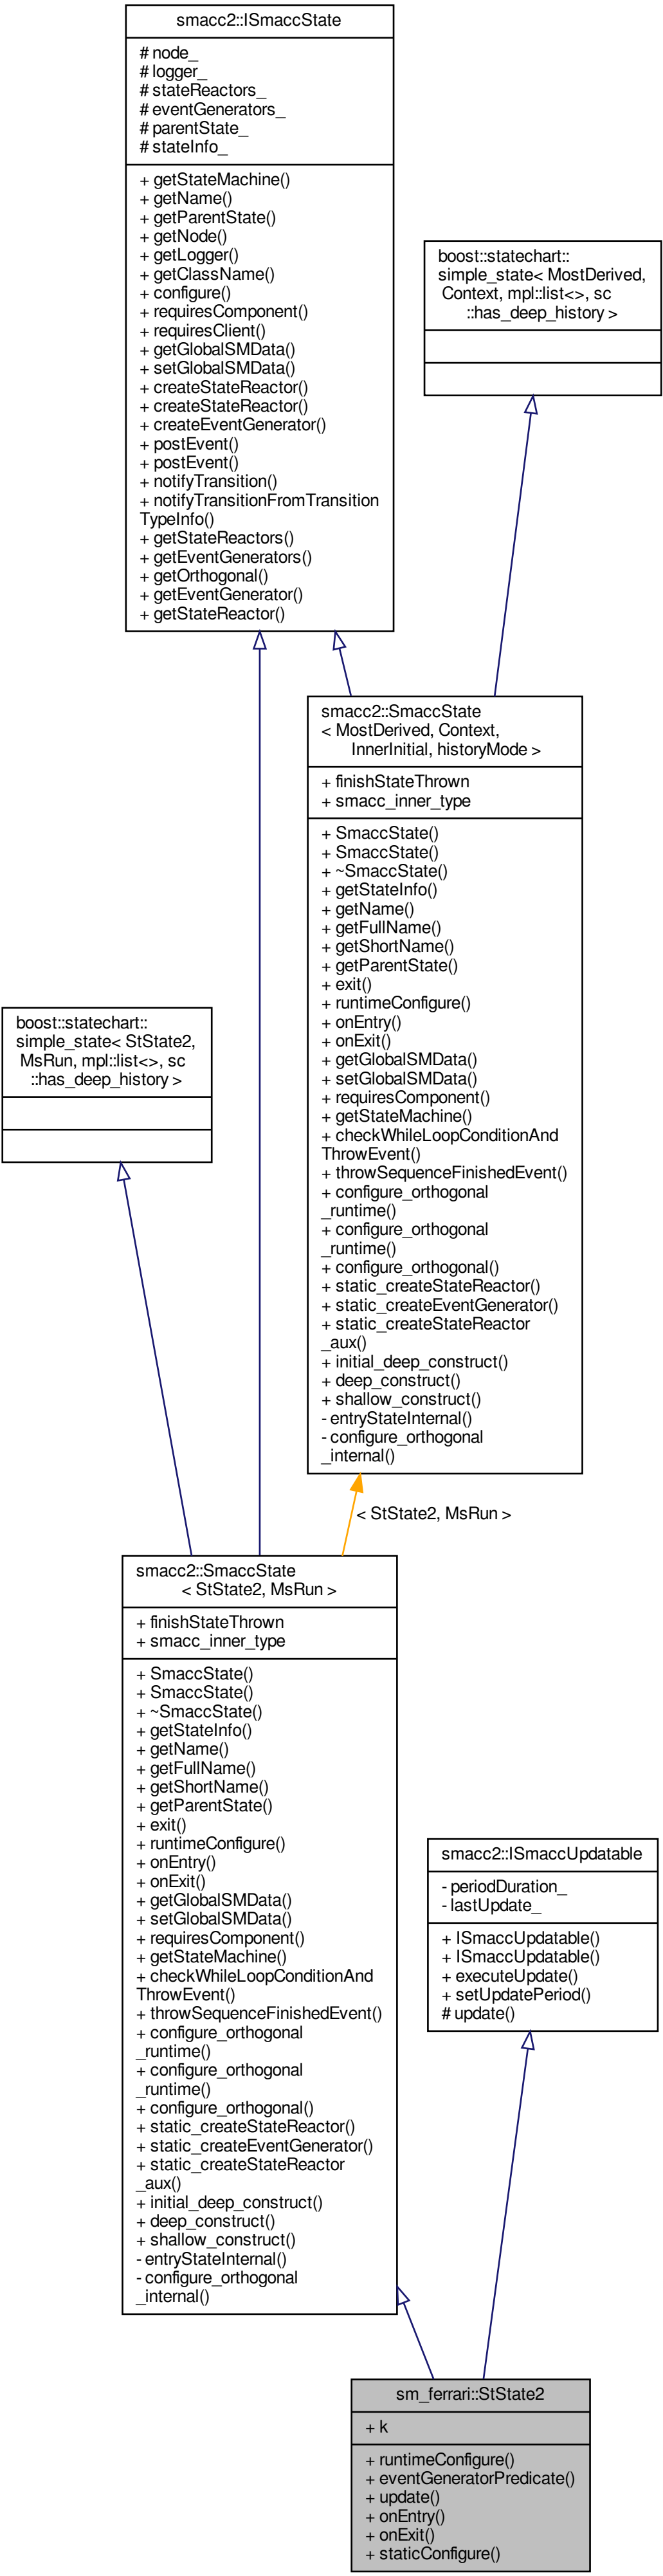 smacc2::ISmaccState
# node_
# logger_
# stateReactors_
# eventGenerators_
# parentState_
# stateInfo_
+ getStateMachine()
+ getName()
+ getParentState()
+ getNode()
+ getLogger()
+ getClassName()
+ configure()
+ requiresComponent()
+ requiresClient()
+ getGlobalSMData()
+ setGlobalSMData()
+ createStateReactor()
+ createStateReactor()
+ createEventGenerator()
+ postEvent()
+ postEvent()
+ notifyTransition()
+ notifyTransitionFromTransition
TypeInfo()
+ getStateReactors()
+ getEventGenerators()
+ getOrthogonal()
+ getEventGenerator()
+ getStateReactor()
boost::statechart::
simple_state< MostDerived,
Context, mpl::list<>, sc
::has_deep_history >
smacc2::SmaccState
< MostDerived, Context,
InnerInitial, historyMode >
+ finishStateThrown
+ smacc_inner_type
+ SmaccState()
+ SmaccState()
+ ~SmaccState()
+ getStateInfo()
+ getName()
+ getFullName()
+ getShortName()
+ getParentState()
+ exit()
+ runtimeConfigure()
+ onEntry()
+ onExit()
+ getGlobalSMData()
+ setGlobalSMData()
+ requiresComponent()
+ getStateMachine()
+ checkWhileLoopConditionAnd
ThrowEvent()
+ throwSequenceFinishedEvent()
+ configure_orthogonal
_runtime()
+ configure_orthogonal
_runtime()
+ configure_orthogonal()
+ static_createStateReactor()
+ static_createEventGenerator()
+ static_createStateReactor
_aux()
+ initial_deep_construct()
+ deep_construct()
+ shallow_construct()
- entryStateInternal()
- configure_orthogonal
_internal()
boost::statechart::
simple_state< StState2,
MsRun, mpl::list<>, sc
::has_deep_history >
< StState2, MsRun >
smacc2::SmaccState
< StState2, MsRun >
+ finishStateThrown
+ smacc_inner_type
+ SmaccState()
+ SmaccState()
+ ~SmaccState()
+ getStateInfo()
+ getName()
+ getFullName()
+ getShortName()
+ getParentState()
+ exit()
+ runtimeConfigure()
+ onEntry()
+ onExit()
+ getGlobalSMData()
+ setGlobalSMData()
+ requiresComponent()
+ getStateMachine()
+ checkWhileLoopConditionAnd
ThrowEvent()
+ throwSequenceFinishedEvent()
+ configure_orthogonal
_runtime()
+ configure_orthogonal
_runtime()
+ configure_orthogonal()
+ static_createStateReactor()
+ static_createEventGenerator()
+ static_createStateReactor
_aux()
+ initial_deep_construct()
+ deep_construct()
+ shallow_construct()
- entryStateInternal()
- configure_orthogonal
_internal()
smacc2::ISmaccUpdatable
- periodDuration_
- lastUpdate_
+ ISmaccUpdatable()
+ ISmaccUpdatable()
+ executeUpdate()
+ setUpdatePeriod()
# update()
sm_ferrari::StState2
+ k
+ runtimeConfigure()
+ eventGeneratorPredicate()
+ update()
+ onEntry()
+ onExit()
+ staticConfigure()